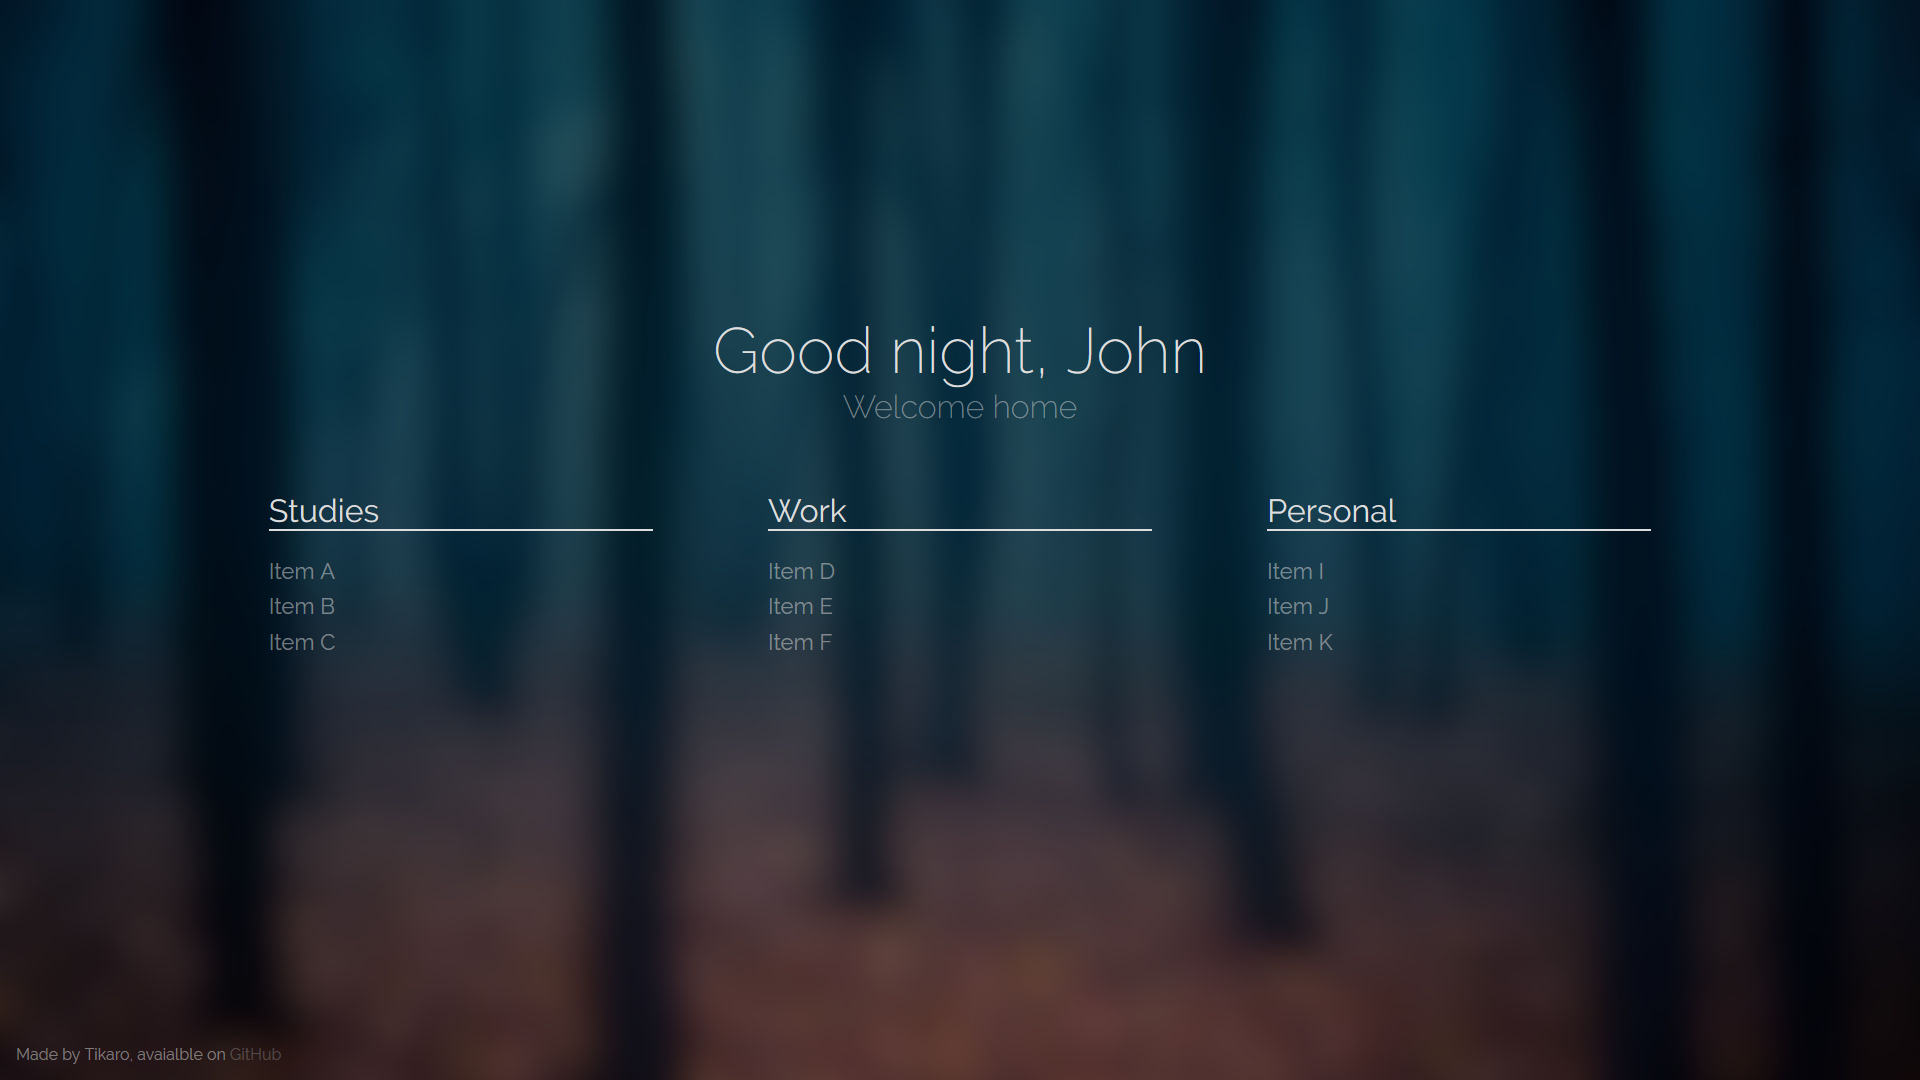 Good night, John
Welcome home
Studies
Item A
Item B
Item C
Work
Item D
Item E
Item F
Personal
Item I
Item J
Item K
Made by Tikaro, avaialble on GitHub